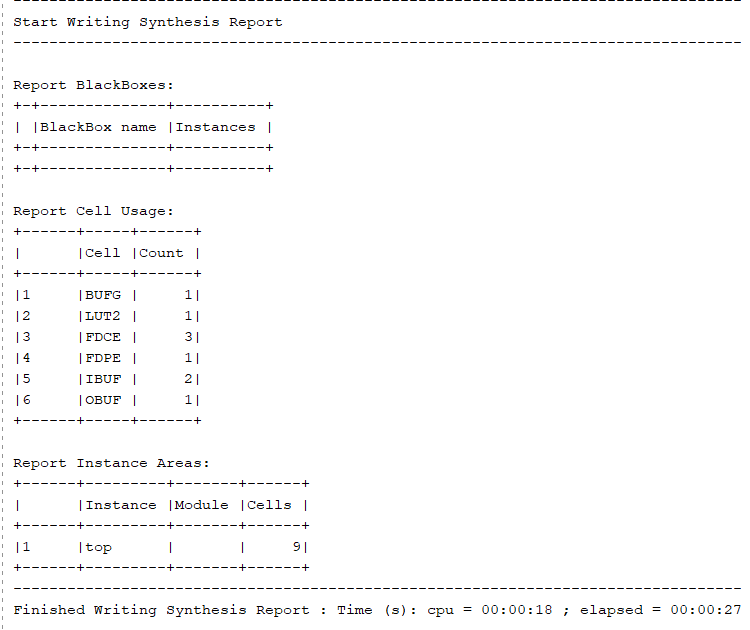 --------------------------------------------------------------------------------
Start Writing Synthesis Report
--------------------------------------------------------------------------------
Report BlackBoxes:
+-+--------------+----------+
| |BlackBox name |Instances |
+-+--------------+----------+
+-+--------------+----------+
Report Cell Usage:
+------+-----+------+
|      |Cell |Count |
+------+-----+------+
|1     |BUFG |     1|
|2     |LUT2 |     1|
|3     |FDCE |     3|
|4     |FDPE |     1|
|5     |IBUF |     2|
|6     |OBUF |     1|
+------+-----+------+
Report Instance Areas:
+------+---------+-------+------+
|      |Instance |Module |Cells |
+------+---------+-------+------+
|1     |top      |       |     9|
+------+---------+-------+------+
--------------------------------------------------------------------------------
Finished Writing Synthesis Report : Time (s): cpu = 00:00:18 ; elapsed = 00:00:27